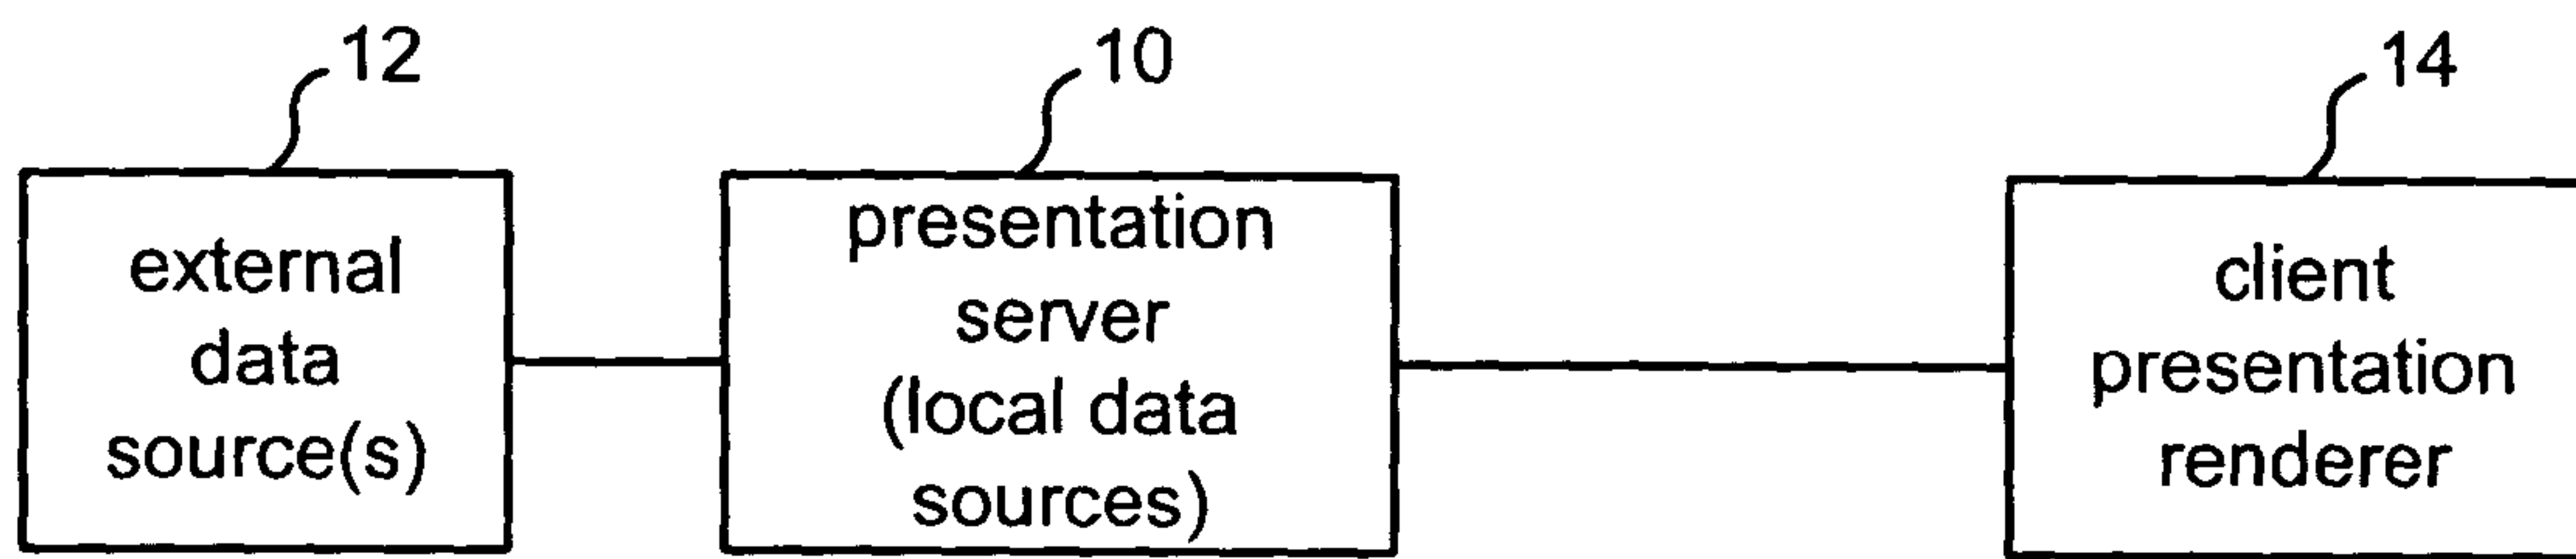 12
10
14
external
data
source(s)
presentation
server
(local data
sources)
client
presentation
renderer